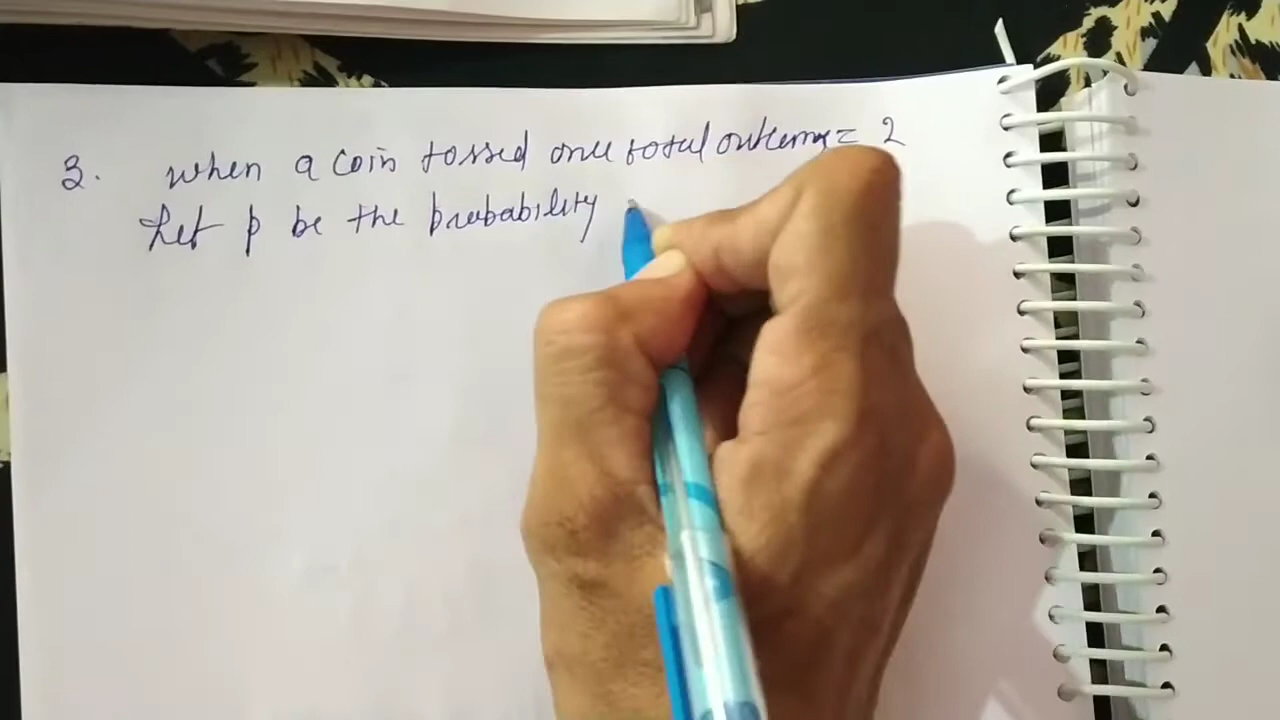 3. when a coin tossed once total outcomes = 2
Let p be the probability